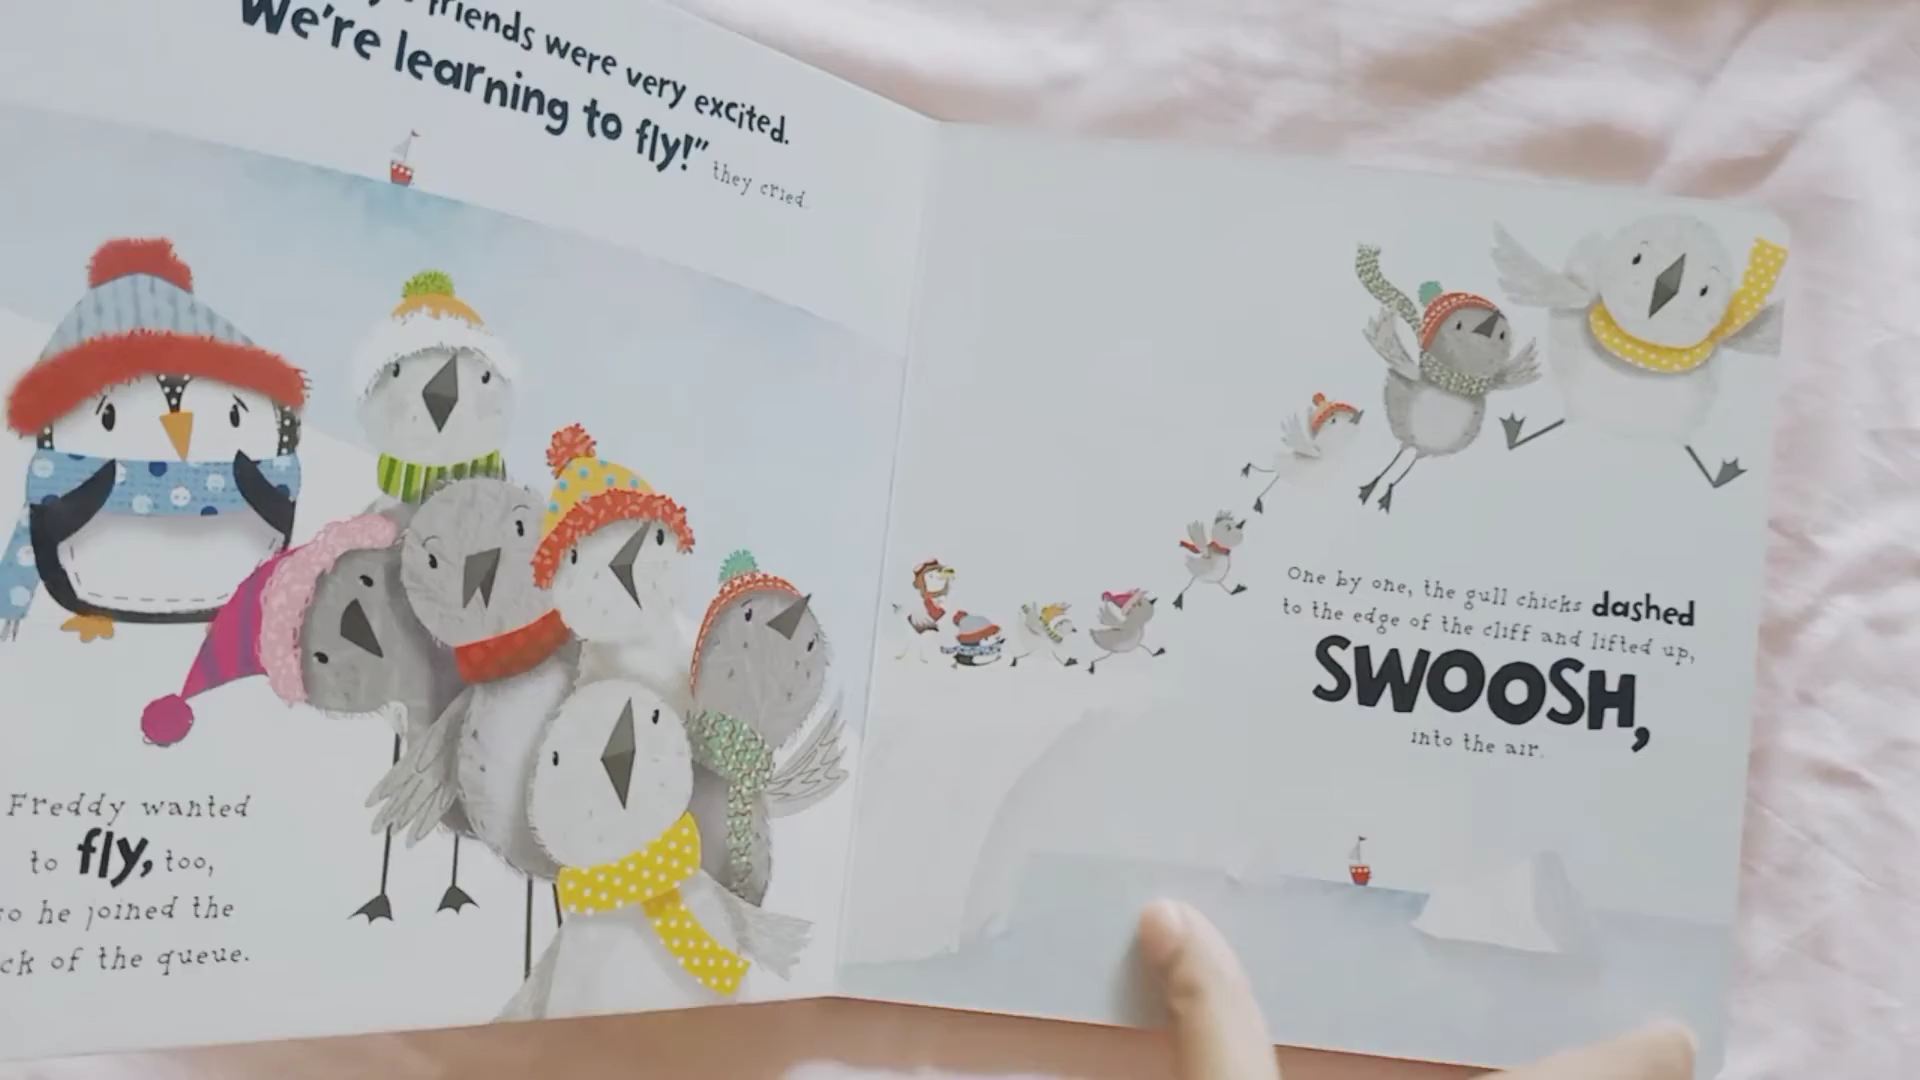 friends were very excited.
We're learning to fly!" they cried.
Freddy wanted
to fly, too,
so he joined the
of the queue.
One by one, the gull chicks dashed
to the edge of the cliff and lifted up,
SWOOSH,
into the air.